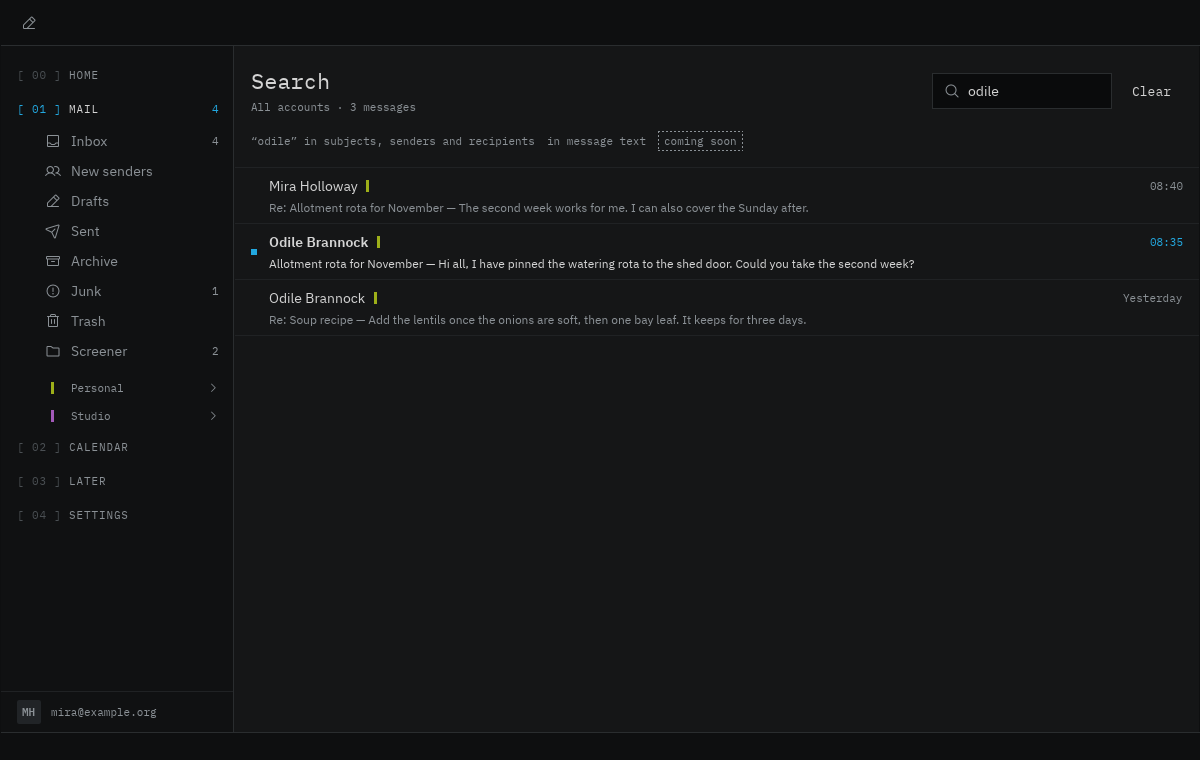 [ 00 ] HOME
[ 01 ] MAIL 4
Inbox 4
New senders
Drafts
Sent
Archive
Junk 1
Trash
Screener 2
Personal
Studio
[ 02 ] CALENDAR
[ 03 ] LATER
[ 04 ] SETTINGS
MH mira@example.org
Search
All accounts · 3 messages
odile
Clear
“odile” in subjects, senders and recipients in message text coming soon
Mira Holloway 08:40
Re: Allotment rota for November — The second week works for me. I can also cover the Sunday after.
Odile Brannock 08:35
Allotment rota for November — Hi all, I have pinned the watering rota to the shed door. Could you take the second week?
Odile Brannock Yesterday
Re: Soup recipe — Add the lentils once the onions are soft, then one bay leaf. It keeps for three days.